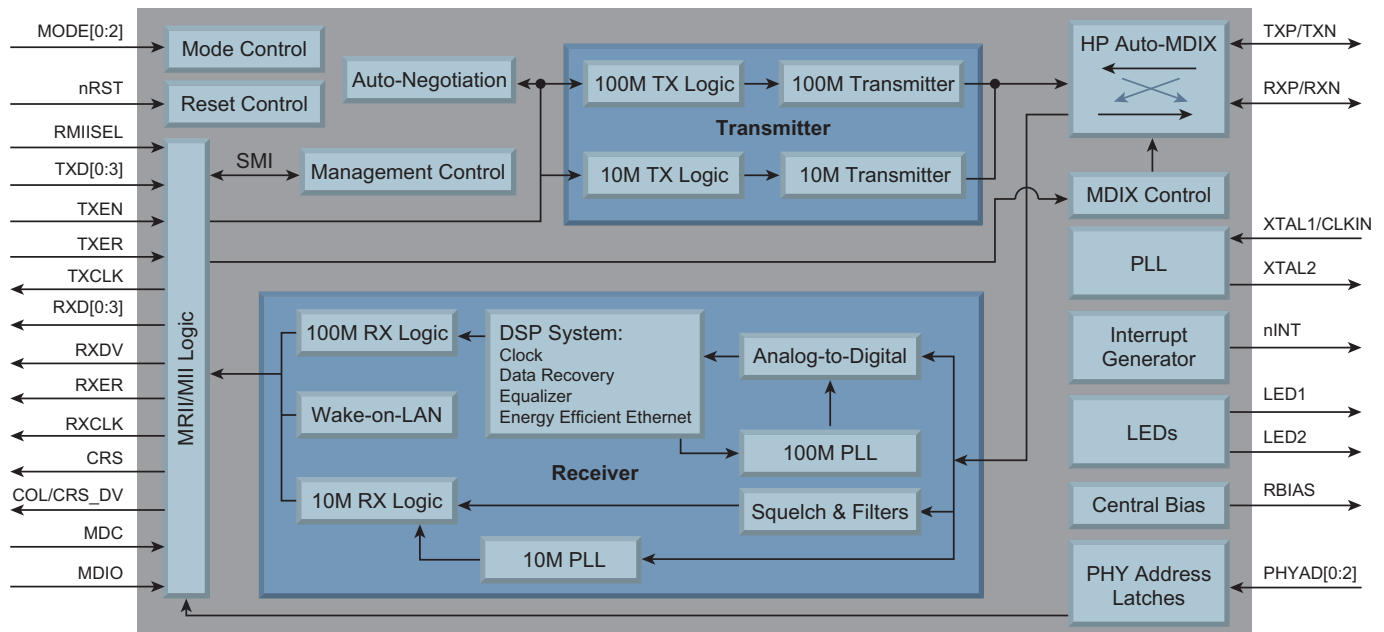 MODE[0:2]
nRST
RMIISEL
TXD[0:3]
TXEN
TXER
TXCLK
RXD[0:3]
RXDV
RXER
RXCLK
CRS
COL/CRS_DV
MDC
MDIO
Mode Control
Reset Control
MRII/MII Logic
SMI
Management Control
Auto-Negotiation
100M TX Logic
100M Transmitter
Transmitter
10M TX Logic
10M Transmitter
100M RX Logic
Wake-on-LAN
10M RX Logic
DSP System:
Clock
Data Recovery
Equalizer
Energy Efficient Ethernet
Analog-to-Digital
100M PLL
Receiver
Squelch & Filters
10M PLL
HP Auto-MDIX
MDIX Control
PLL
Interrupt
Generator
LEDs
Central Bias
PHY Address
Latches
TXP/TXN
RXP/RXN
XTAL1/CLKIN
XTAL2
nINT
LED1
LED2
RBIAS
PHYAD[0:2]